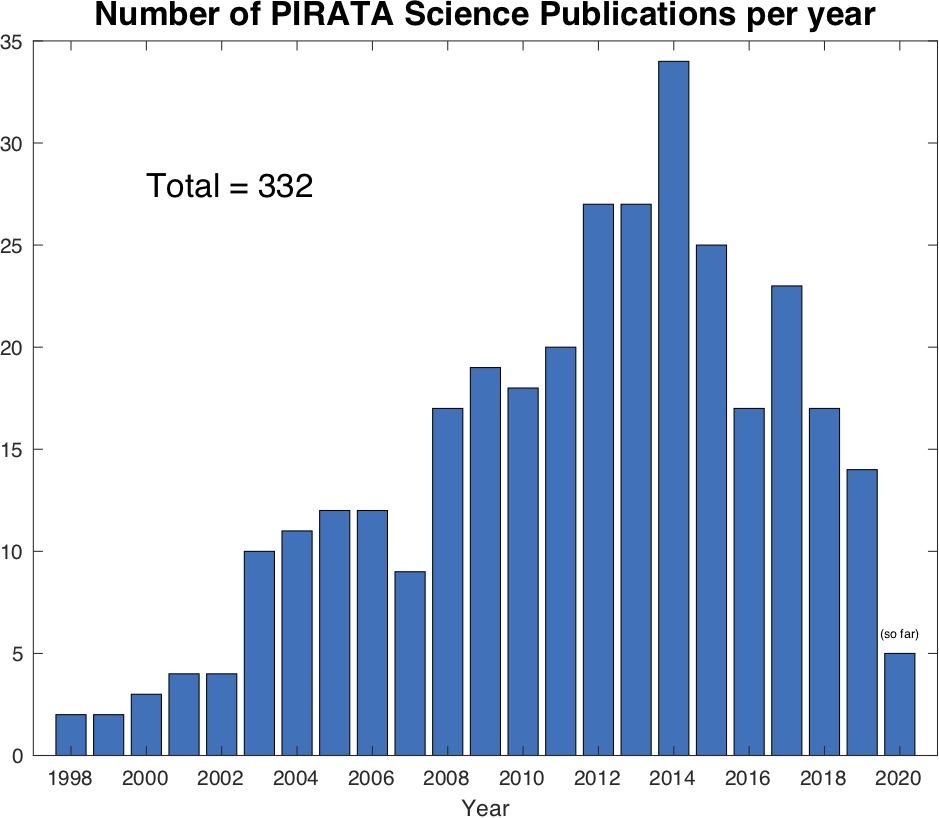 Number of PIRATA Science Publications per year
35
30
Total = 332
25
20
15
10
(so far)
5
0
1998 2000 2002 2004 2006 2008 2010 2012 2014 2016 2018 2020
Year